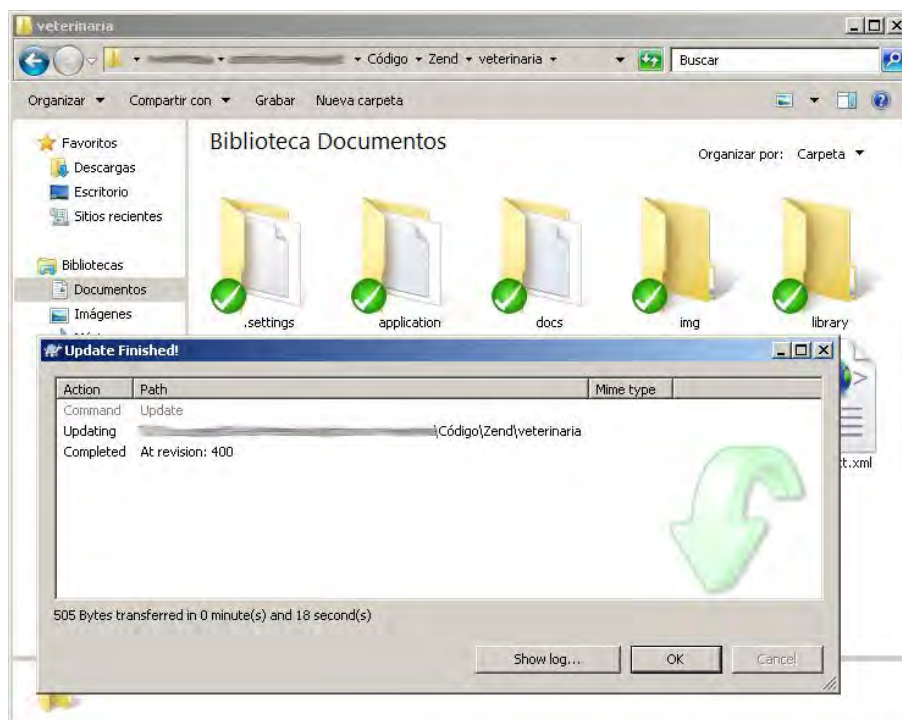 veterinaria
Código Zend veterinaria Buscar
Organizar Compartir con Grabar Nueva carpeta
Favoritos
Descargas
Escritorio
Sitios recientes
Bibliotecas
Documentos
Imágenes
Biblioteca Documentos
Organizar por: Carpeta
.settings application docs img library
Update Finished!
Action Path Mime type
Command Update
Updating \Código\Zend\veterinaria
Completed At revision: 400
t.xml
505 Bytes transferred in 0 minute(s) and 18 second(s)
Show log... OK Cancel